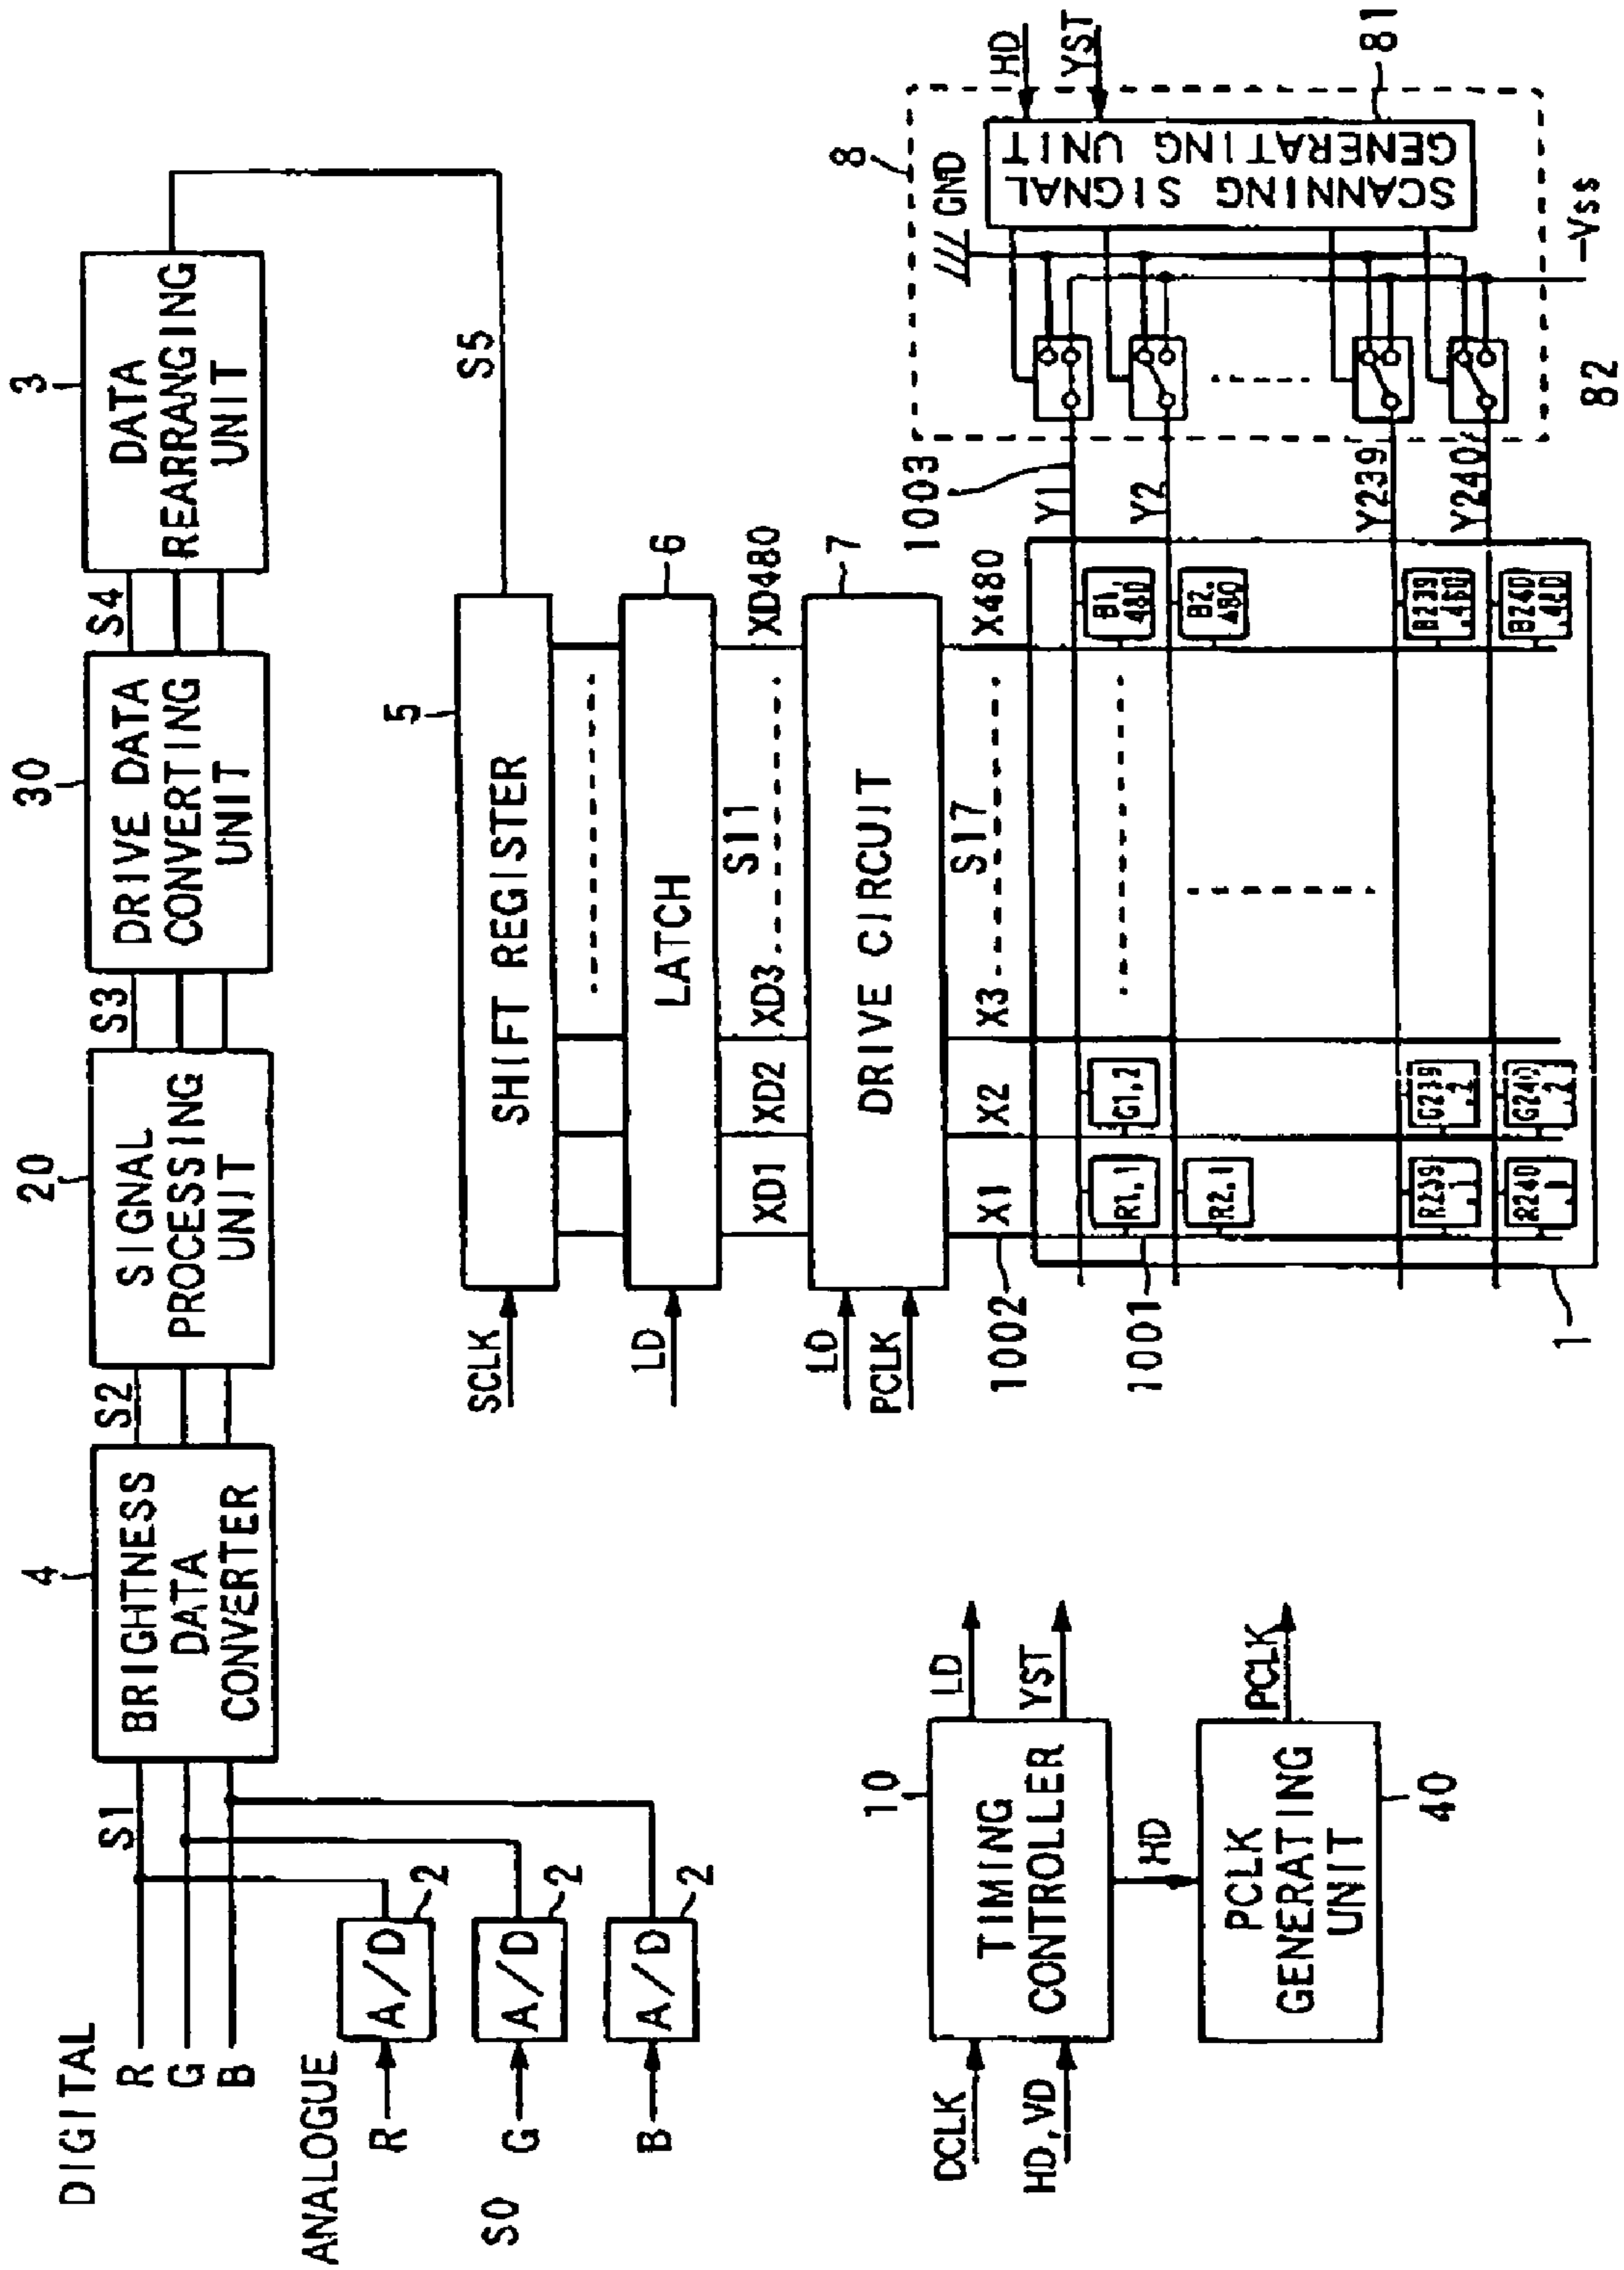 DIGITAL
R
G
B
S1
ANALOGUE
S0
R
G
B
A/D
A/D
A/D
2
2
2
4
BRIGHTNESS
DATA
CONVERTER
S2
20
SIGNAL
PROCESSING
UNIT
S3
30
DRIVE DATA
CONVERTING
UNIT
S4
3
DATA
REARRANGING
UNIT
S5
5
SCLK
SHIFT REGISTER
6
LD
LATCH
XD1
XD2
XD3
S11
XD480
7
LD
PCLK
DRIVE CIRCUIT
1002
X1
X2
X3
S17
X480
1003
1001
R1,1
G1,2
B1,
480
R2,1
B2,
480
R239
,1
G239
,2
B239
R240
G240
2
B240
1
Y1
Y2
Y239
Y240
8
GND
SCANNING SIGNAL
GENERATING UNIT
HD
YST
81
-Vss
82
10
DCLK
HD,VD
TIMING
CONTROLLER
LD
YST
HD
PCLK
GENERATING
UNIT
PCLK
40